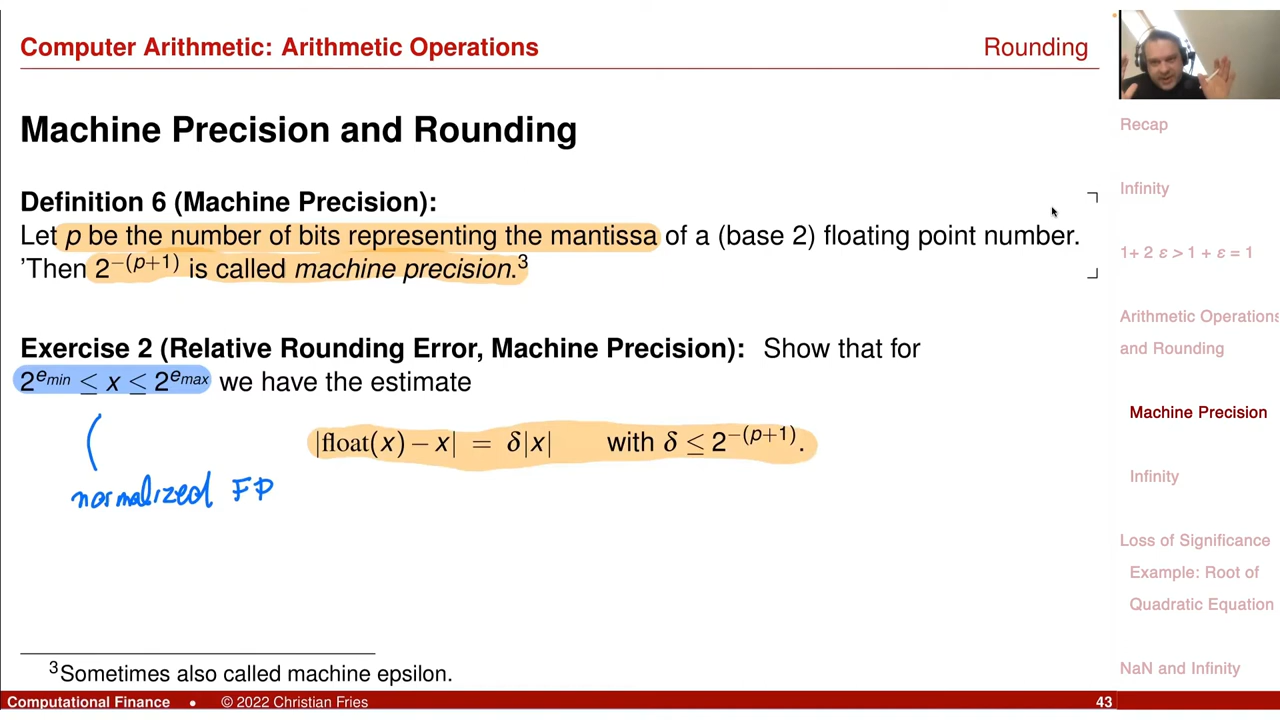 Computer Arithmetic: Arithmetic Operations
Rounding
Machine Precision and Rounding
Definition 6 (Machine Precision):
Let p be the number of bits representing the mantissa of a (base 2) floating point number.
’Then 2^{−(p+1)} is called machine precision.³
Exercise 2 (Relative Rounding Error, Machine Precision): Show that for
2^{e_{min}} ≤ x ≤ 2^{e_{max}} we have the estimate
|float(x) − x| = δ|x| with δ ≤ 2^{−(p+1)}.
normalized FP
³Sometimes also called machine epsilon.
Computational Finance • © 2022 Christian Fries 43
Recap
Infinity
1+ 2 ε > 1 + ε = 1
Arithmetic Operations
and Rounding
Machine Precision
Infinity
Loss of Significance
Example: Root of
Quadratic Equation
NaN and Infinity